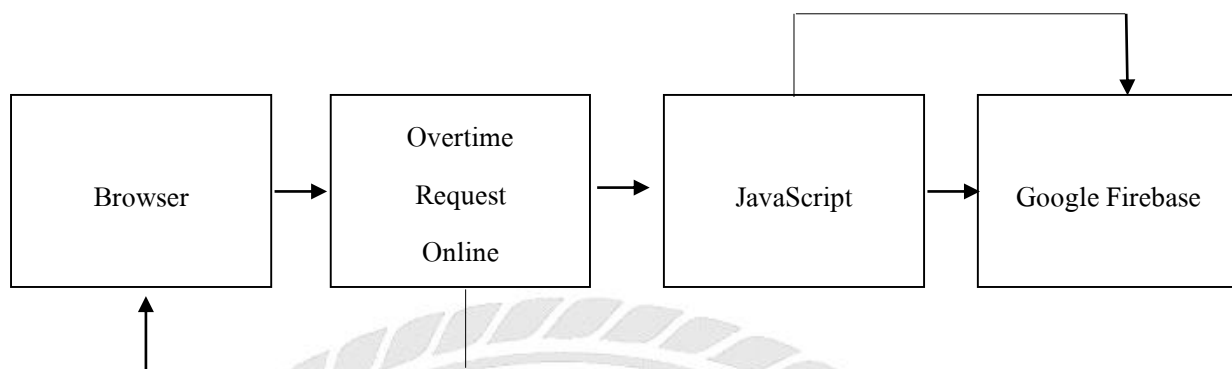 Browser
Overtime
Request
Online
JavaScript
Google Firebase